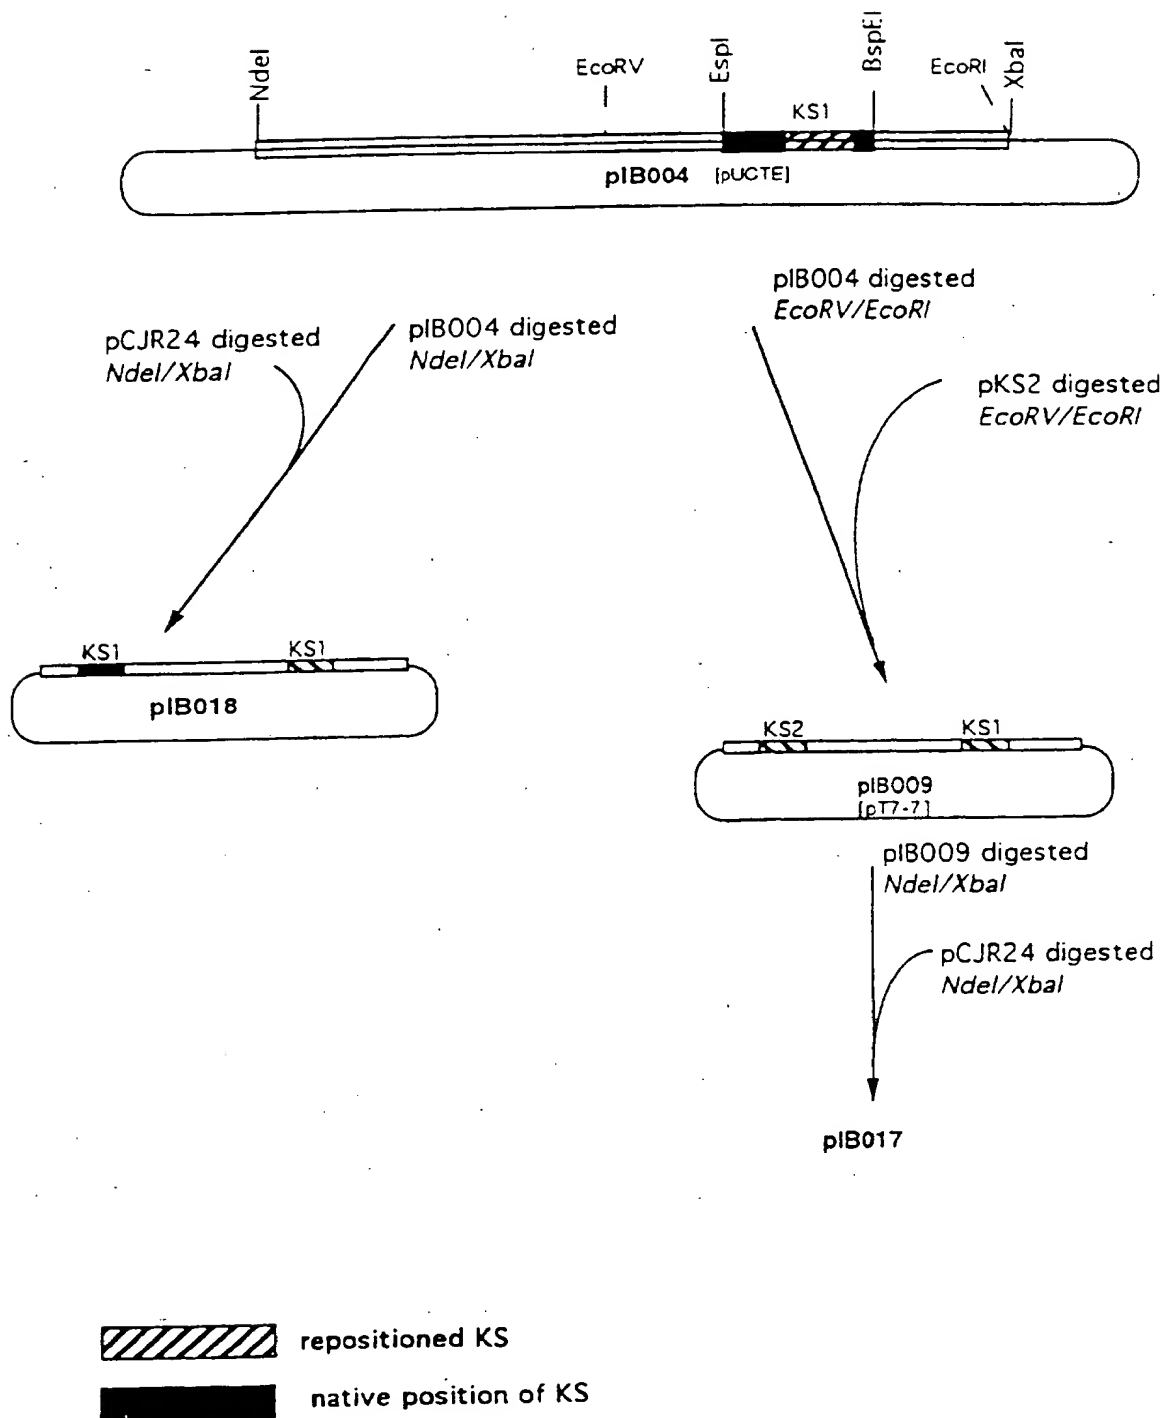 NdeI
EcoRV
EspI
BspEI
EcoRI
XbaI
KS1
pIB004 [pUCTE]
pCJR24 digested
NdeI/XbaI
pIB004 digested
NdeI/XbaI
pIB004 digested
EcoRV/EcoRI
pKS2 digested
EcoRV/EcoRI
KS1 KS1
pIB018
KS2 KS1
pIB009
[pT7-7]
pIB009 digested
NdeI/XbaI
pCJR24 digested
NdeI/XbaI
pIB017
repositioned KS
native position of KS